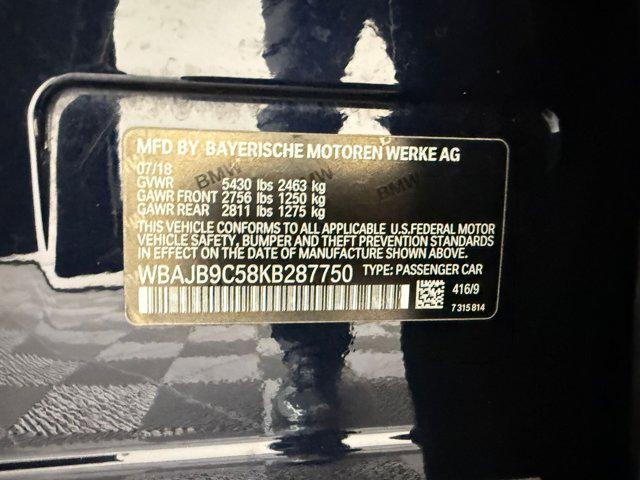 MFD BY BAYERISCHE MOTOREN WERKE AG
07/18
GVWR 5430 lbs 2463 kg
GAWR FRONT 2756 lbs 1250 kg
GAWR REAR 2811 lbs 1275 kg
THIS VEHICLE CONFORMS TO ALL APPLICABLE U.S.FEDERAL MOTOR
VEHICLE SAFETY, BUMPER AND THEFT PREVENTION STANDARDS
IN EFFECT ON THE DATE OF MANUFACTURE SHOWN ABOVE.
WBAJB9C58KB287750 TYPE: PASSENGER CAR
416/9
7 315 814
BMW
BMW